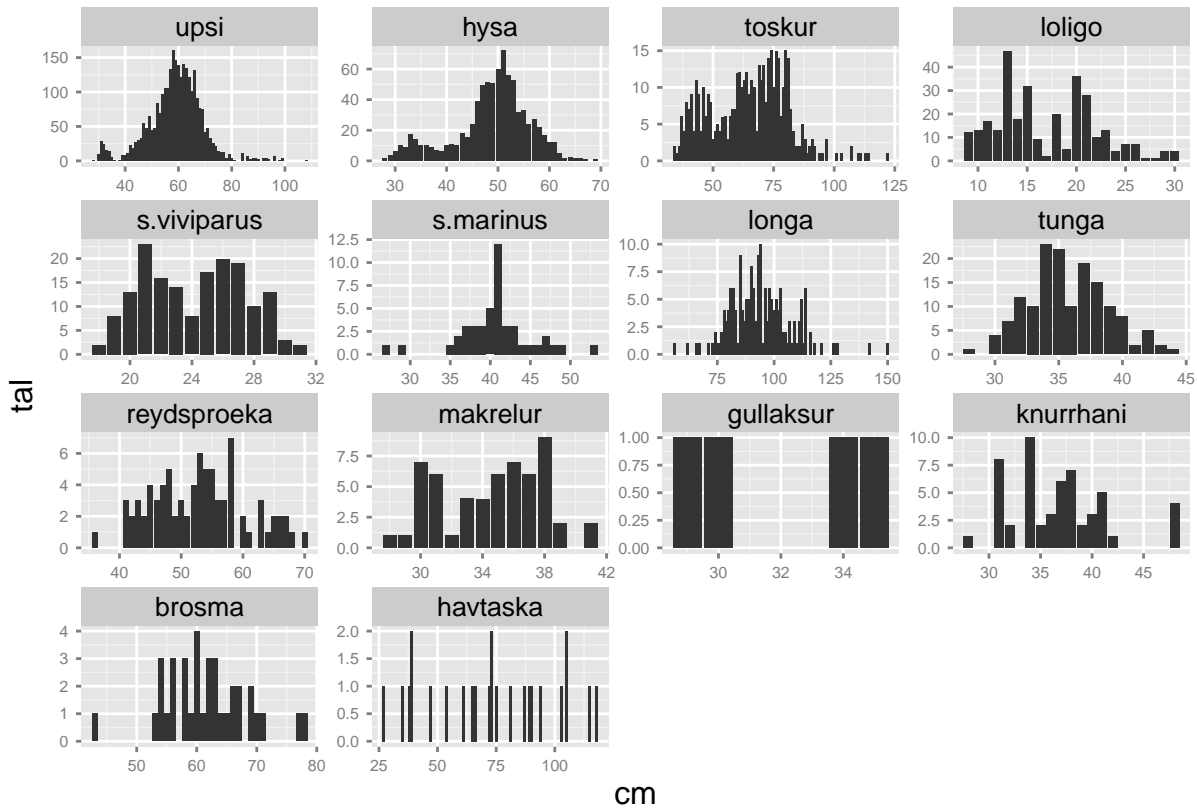 upsi hysa toskur loligo
150 100 50 0
60 40 20 0
15 10 5 0
40 30 20 10 0
40 60 80 100
30 40 50 60 70
50 75 100 125
10 15 20 25 30
s.viviparus s.marinus longa tunga
20 15 10 5 0
12.5 10.0 7.5 5.0 2.5 0.0
10.0 7.5 5.0 2.5 0.0
20 15 10 5 0
20 24 28 32
30 40 50
75 100 125 150
30 35 40 45
tal
reydsproeka makrelur gullaksur knurrhani
6 4 2 0
7.5 5.0 2.5 0.0
1.00 0.75 0.50 0.25 0.00
10.0 7.5 5.0 2.5 0.0
40 50 60 70
30 34 38 42
30 32 34
30 35 40 45
brosma havtaska
4 3 2 1 0
2.0 1.5 1.0 0.5 0.0
50 60 70 80
25 50 75 100
cm